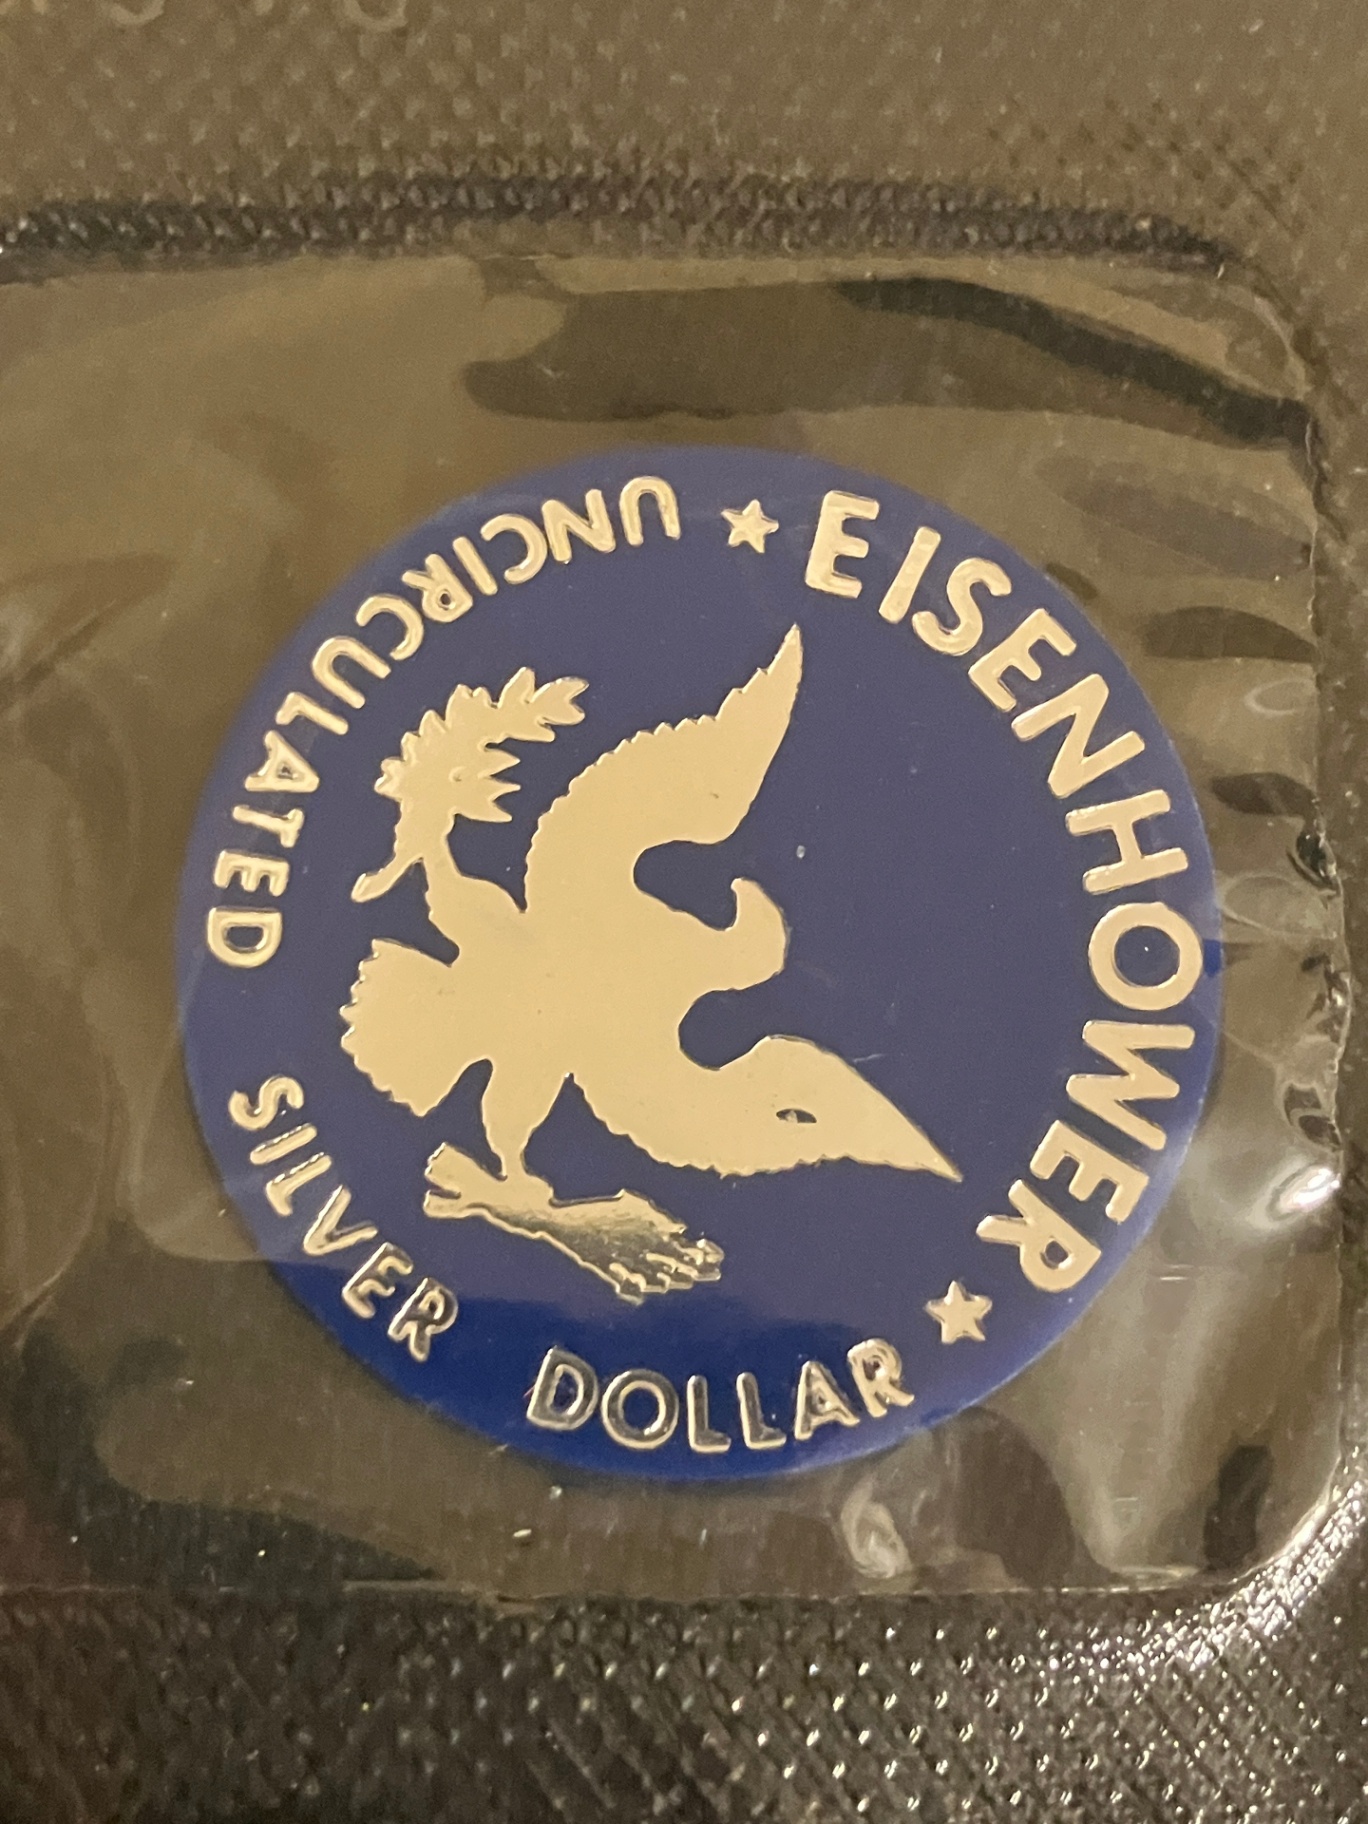 ★ EISENHOWER ★
UNCIRCULATED SILVER DOLLAR